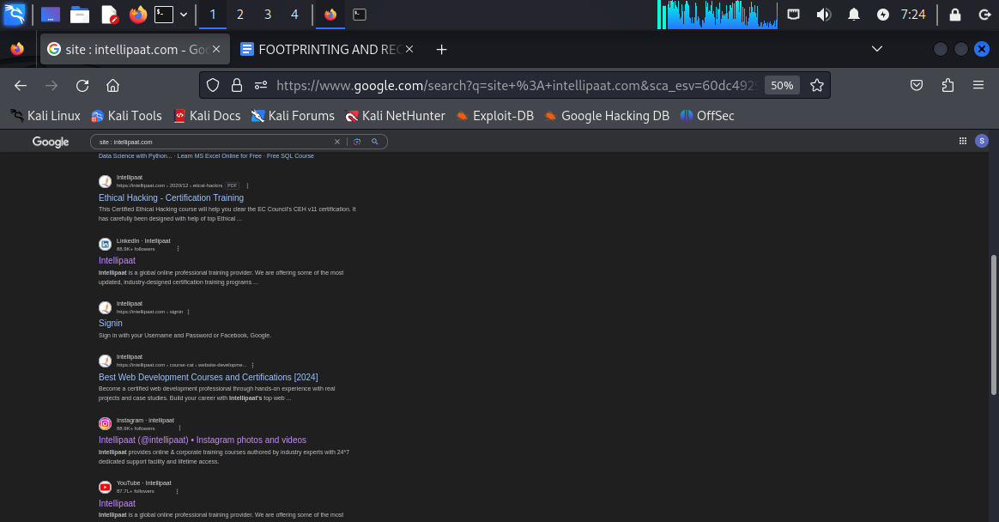 1 2 3 4
7:24
site : intellipaat.com - Goo
FOOTPRINTING AND REC
https://www.google.com/search?q=site+%3A+intellipaat.com&sca_esv=60dc4929
50%
Kali Linux Kali Tools Kali Docs Kali Forums Kali NetHunter Exploit-DB Google Hacking DB OffSec
Google
site : intellipaat.com
S
Data Science with Python... · Learn MS Excel Online for Free · Free SQL Course
Intellipaat
https://intellipaat.com › 2020/12 › etical-hacking PDF
Ethical Hacking - Certification Training
This Certified Ethical Hacking course will help you clear the EC Council's CEH v11 certification. It
has carefully been designed with help of top Ethical ...
LinkedIn · Intellipaat
88.9K+ followers
Intellipaat
Intellipaat is a global online professional training provider. We are offering some of the most
updated, industry-designed certification training programs ...
Intellipaat
https://intellipaat.com › signin
Signin
Sign in with your Username and Password or Facebook, Google.
Intellipaat
https://intellipaat.com › course-cat › website-developme...
Best Web Development Courses and Certifications [2024]
Become a certified web development professional through hands-on experience with real
projects and case studies. Build your career with Intellipaat's top web ...
Instagram · intellipaat
88.9K+ followers
Intellipaat (@intellipaat) • Instagram photos and videos
Intellipaat provides online & corporate training courses authored by industry experts with 24*7
dedicated support facility and lifetime access.
YouTube · Intellipaat
87.7L+ followers
Intellipaat
Intellipaat is a global online professional training provider. We are offering some of the most